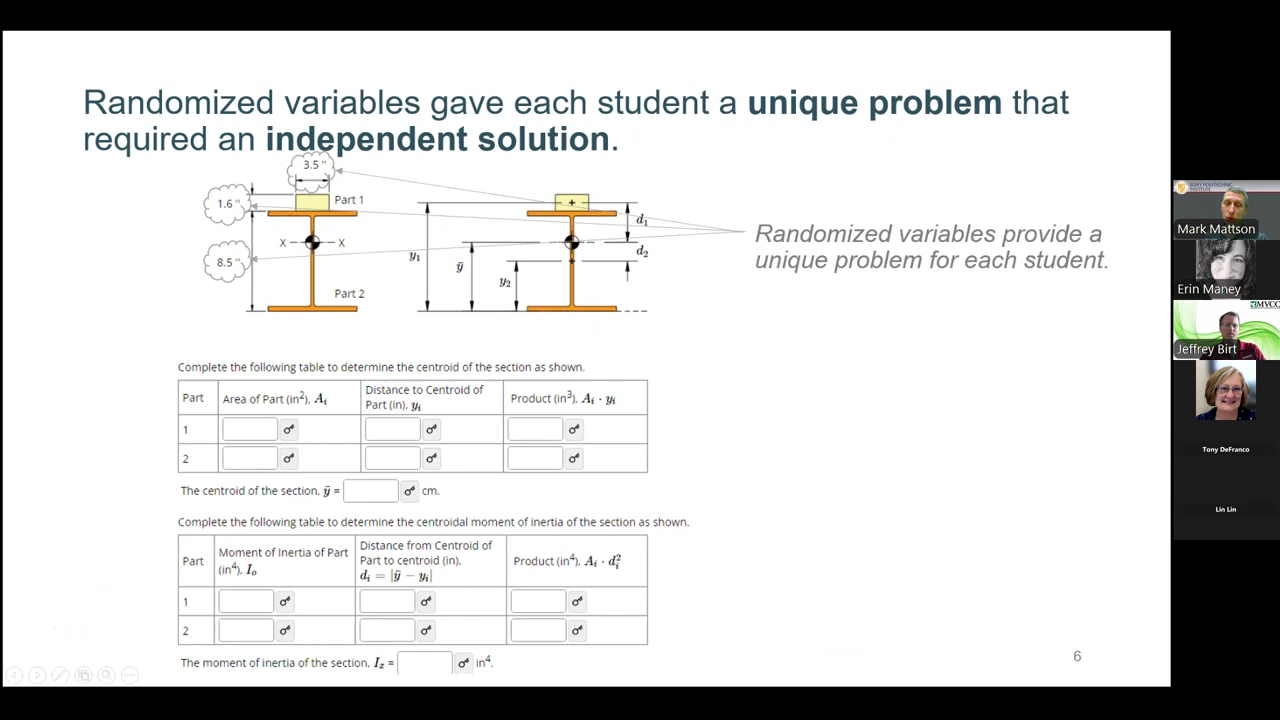 Randomized variables gave each student a unique problem that
required an independent solution.
3.5 "
1.6 "
8.5 "
Part 1
X X
Part 2
y₁
ȳ
y₂
d₁
d₂
Randomized variables provide a
unique problem for each student.
Complete the following table to determine the centroid of the section as shown.
Part
Area of Part (in²), Aᵢ
Distance to Centroid of
Part (in), yᵢ
Product (in³), Aᵢ · yᵢ
1
2
The centroid of the section, ȳ = cm.
Complete the following table to determine the centroidal moment of inertia of the section as shown.
Part
Moment of Inertia of Part
(in⁴), Iₒ
Distance from Centroid of
Part to centroid (in),
dᵢ = |ȳ − yᵢ|
Product (in⁴), Aᵢ · dᵢ²
1
2
The moment of inertia of the section, Iₓ = in⁴.
6
SUNY POLYTECHNIC
INSTITUTE
Mark Mattson
Erin Maney
MVCC
Jeffrey Birt
Tony DeFranco
Lin Lin